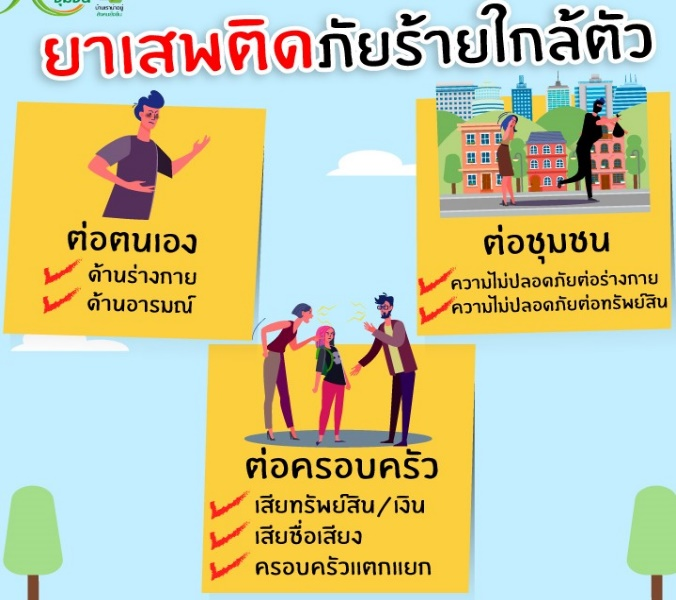 ชุมชน
ยาเสพติดภัยร้ายใกล้ตัว
ต่อตนเอง
ด้านร่างกาย
ด้านอารมณ์
ต่อชุมชน
ความไม่ปลอดภัยต่อร่างกาย
ความไม่ปลอดภัยต่อทรัพย์สิน
ต่อครอบครัว
เสียทรัพย์สิน/เงิน
เสียชื่อเสียง
ครอบครัวแตกแยก